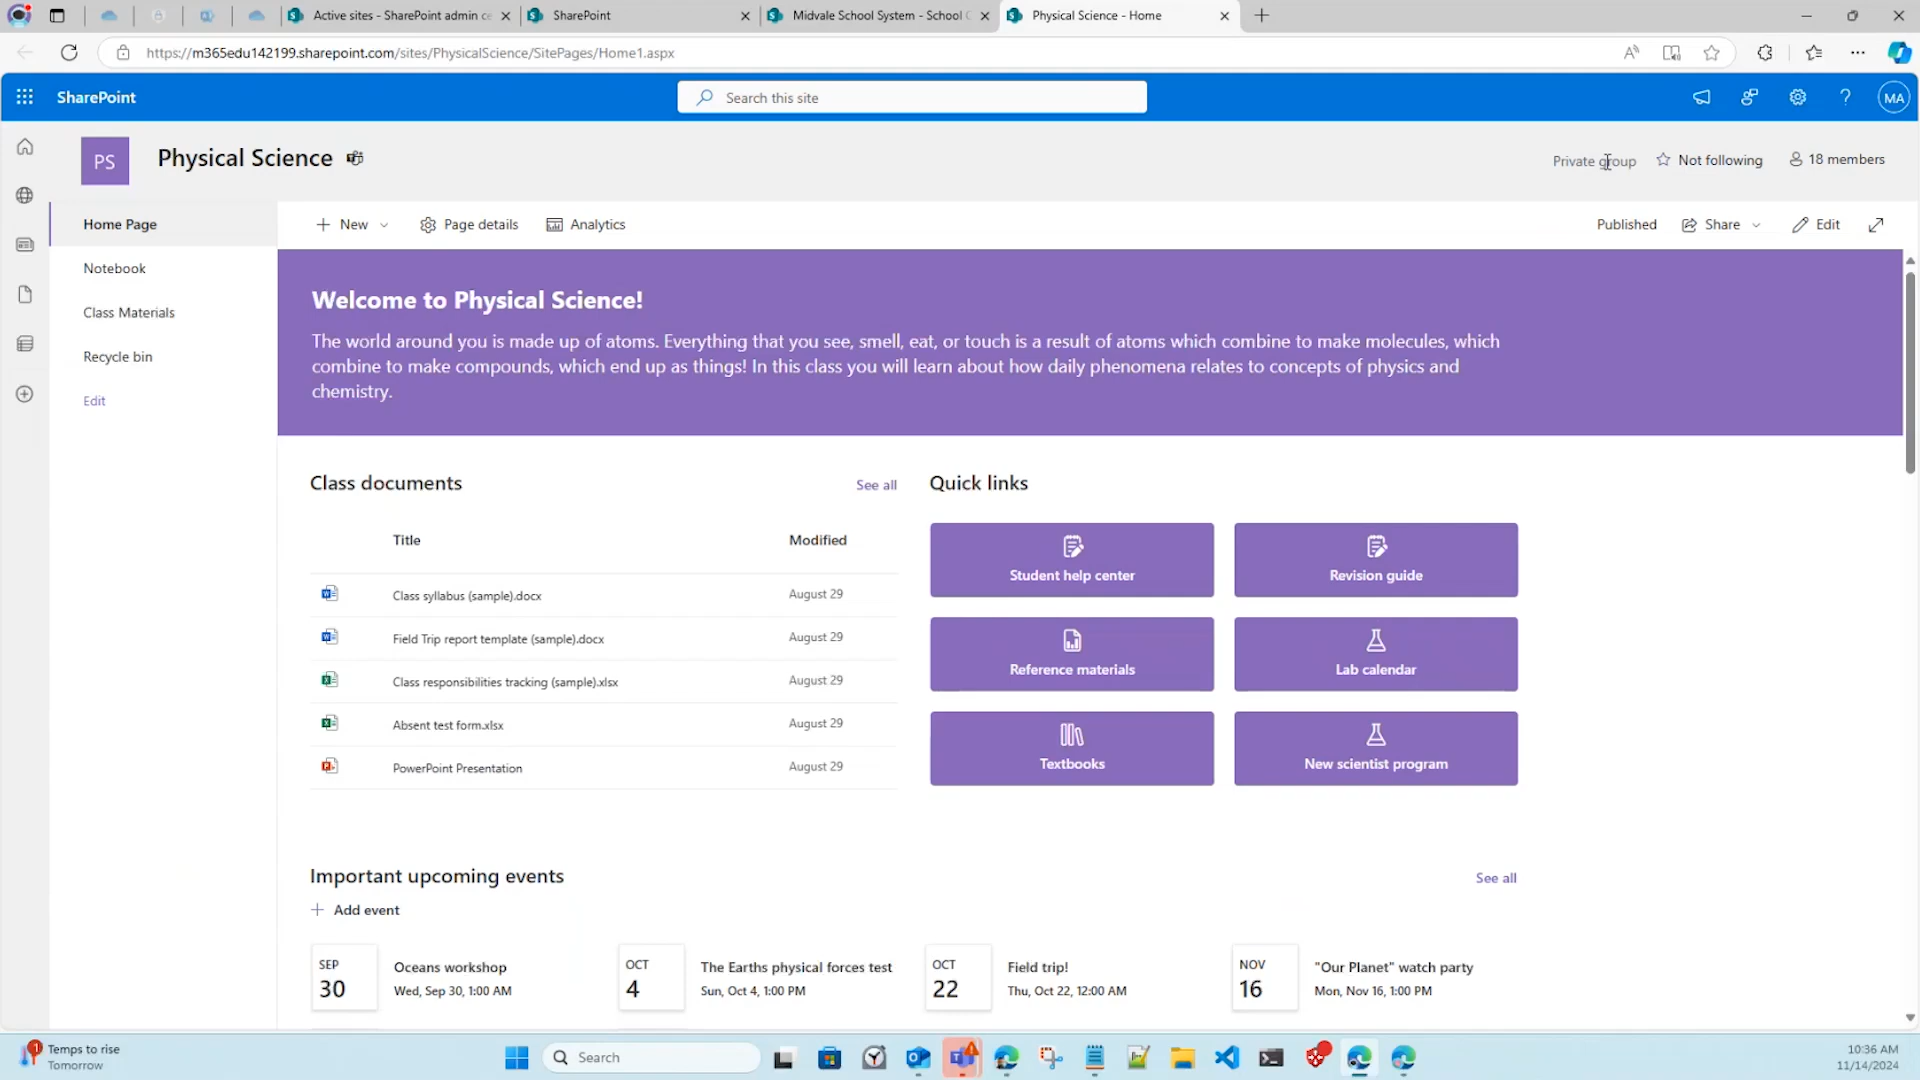 Active sites - SharePoint admin ce
SharePoint
Midvale School System - School C
Physical Science - Home
https://m365edu142199.sharepoint.com/sites/PhysicalScience/SitePages/Home1.aspx
SharePoint
Search this site
MA
PS
Physical Science
Private group
Not following
18 members
Home Page
Notebook
Class Materials
Recycle bin
Edit
New
Page details
Analytics
Published
Share
Edit
Welcome to Physical Science!
The world around you is made up of atoms. Everything that you see, smell, eat, or touch is a result of atoms which combine to make molecules, which
combine to make compounds, which end up as things! In this class you will learn about how daily phenomena relates to concepts of physics and
chemistry.
Class documents
See all
Title
Modified
Class syllabus (sample).docx
August 29
Field Trip report template (sample).docx
August 29
Class responsibilities tracking (sample).xlsx
August 29
Absent test form.xlsx
August 29
PowerPoint Presentation
August 29
Quick links
Student help center
Revision guide
Reference materials
Lab calendar
Textbooks
New scientist program
Important upcoming events
See all
Add event
SEP
30
Oceans workshop
Wed, Sep 30, 1:00 AM
OCT
4
The Earths physical forces test
Sun, Oct 4, 1:00 PM
OCT
22
Field trip!
Thu, Oct 22, 12:00 AM
NOV
16
"Our Planet" watch party
Mon, Nov 16, 1:00 PM
1
Temps to rise
Tomorrow
Search
10:36 AM
11/14/2024